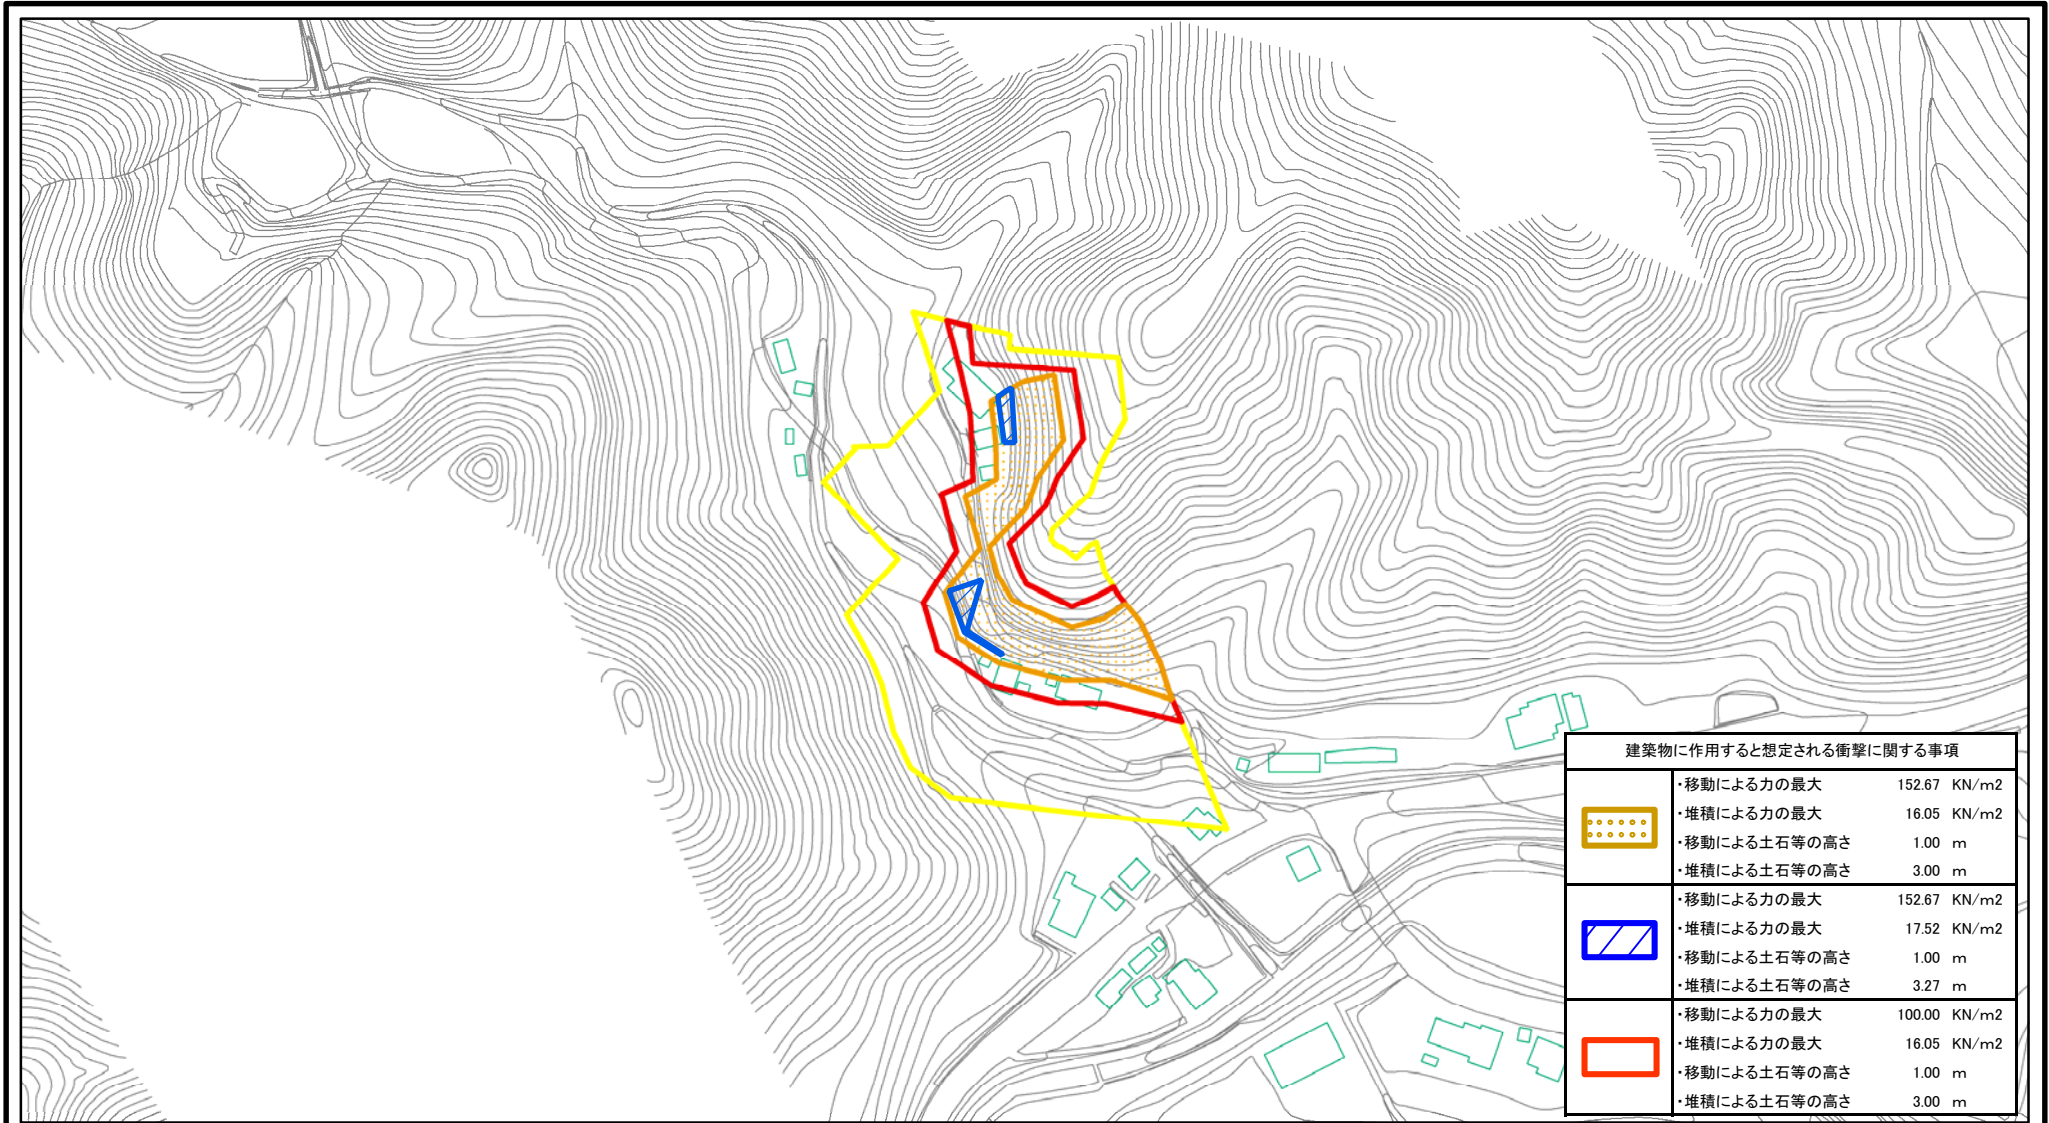 建築物に作用すると想定される衝撃に関する事項
・移動による力の最大 152.67 KN/m2
・堆積による力の最大 16.05 KN/m2
・移動による土石等の高さ 1.00 m
・堆積による土石等の高さ 3.00 m
・移動による力の最大 152.67 KN/m2
・堆積による力の最大 17.52 KN/m2
・移動による土石等の高さ 1.00 m
・堆積による土石等の高さ 3.27 m
・移動による力の最大 100.00 KN/m2
・堆積による力の最大 16.05 KN/m2
・移動による土石等の高さ 1.00 m
・堆積による土石等の高さ 3.00 m